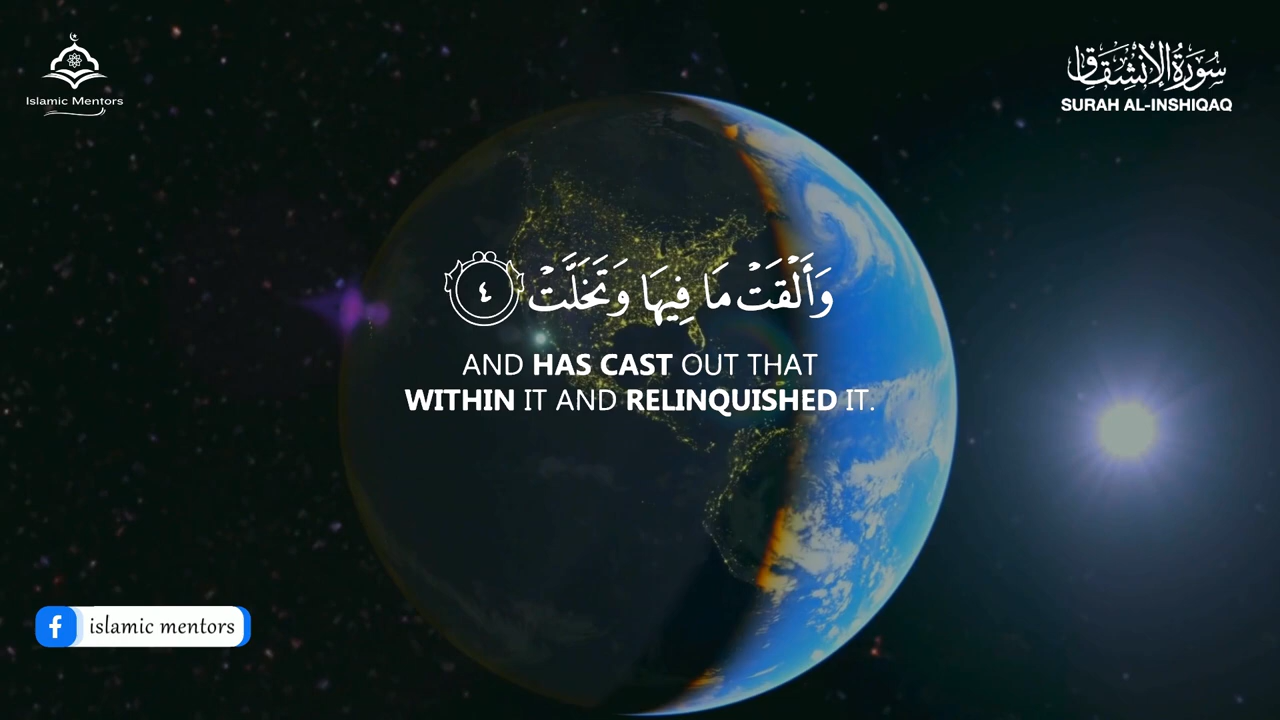 Islamic Mentors
سُورَةُ الْإِنْشِقَاقِ
SURAH AL-INSHIQAQ
وَأَلْقَتْ مَا فِيهَا وَتَخَلَّتْ ٤
AND HAS CAST OUT THAT
WITHIN IT AND RELINQUISHED IT.
islamic mentors